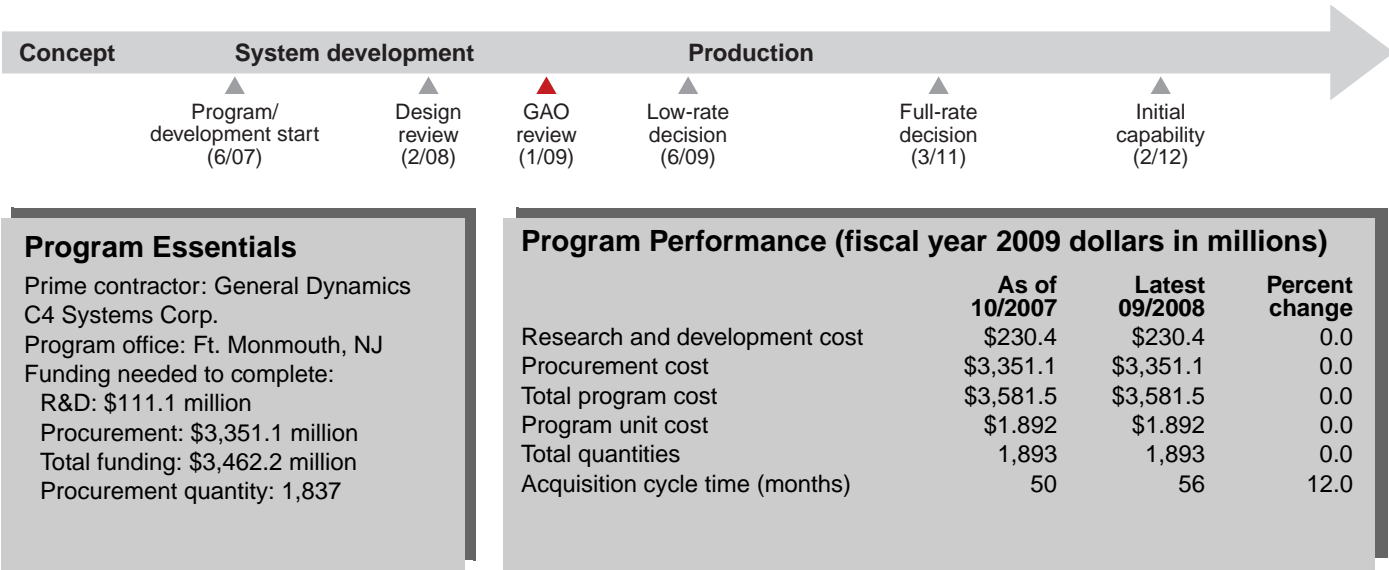 Concept System development Production
Program/
development start
(6/07)
Design
review
(2/08)
GAO
review
(1/09)
Low-rate
decision
(6/09)
Full-rate
decision
(3/11)
Initial
capability
(2/12)
Program Essentials
Prime contractor: General Dynamics
C4 Systems Corp.
Program office: Ft. Monmouth, NJ
Funding needed to complete:
R&D: $111.1 million
Procurement: $3,351.1 million
Total funding: $3,462.2 million
Procurement quantity: 1,837
Program Performance (fiscal year 2009 dollars in millions)
As of Latest Percent
10/2007 09/2008 change
Research and development cost $230.4 $230.4 0.0
Procurement cost $3,351.1 $3,351.1 0.0
Total program cost $3,581.5 $3,581.5 0.0
Program unit cost $1.892 $1.892 0.0
Total quantities 1,893 1,893 0.0
Acquisition cycle time (months) 50 56 12.0